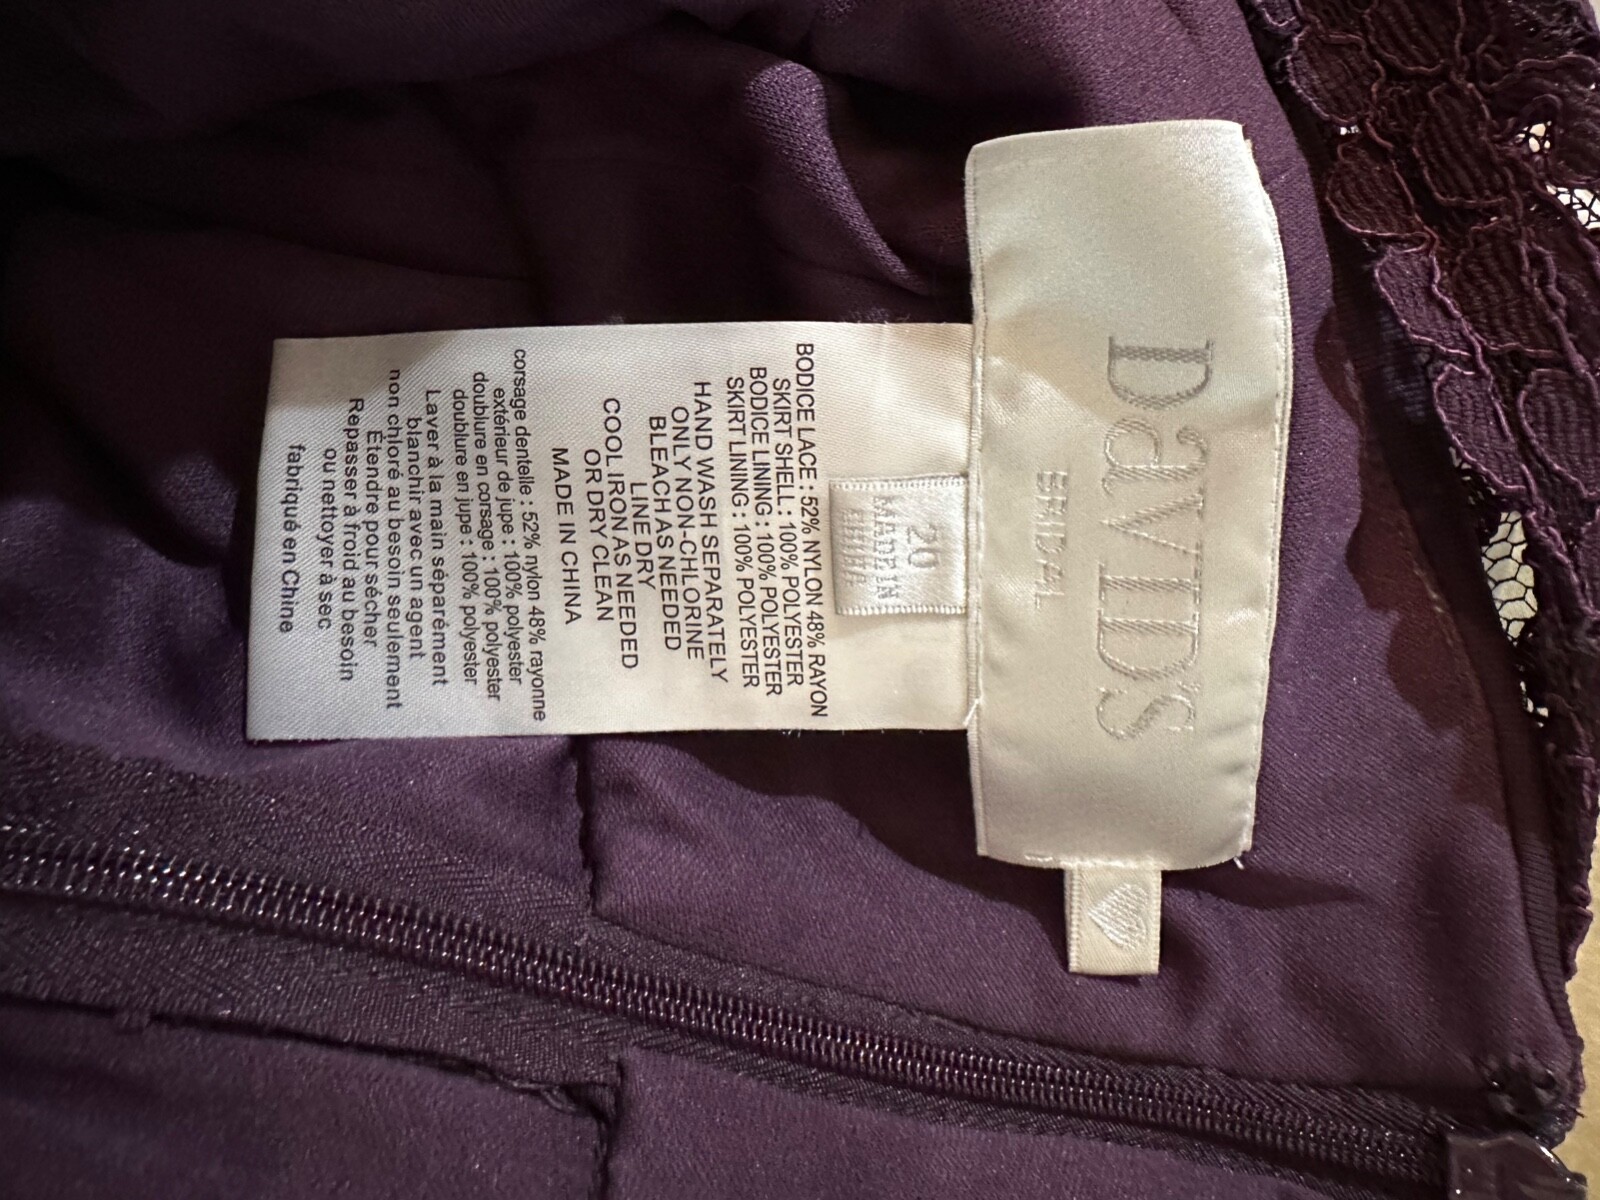 DAVID'S
BRIDAL
20
MADE IN
CHINA
BODICE LACE : 52% NYLON 48% RAYON
SKIRT SHELL : 100% POLYESTER
BODICE LINING : 100% POLYESTER
SKIRT LINING : 100% POLYESTER
HAND WASH SEPARATELY
ONLY NON-CHLORINE
BLEACH AS NEEDED
LINE DRY
COOL IRON AS NEEDED
OR DRY CLEAN
MADE IN CHINA
corsage dentelle : 52% nylon 48% rayonne
extérieur de jupe : 100% polyester
doublure en corsage : 100% polyester
doublure en jupe : 100% polyester
Laver à la main séparément
blanchir avec un agent
non chloré au besoin seulement
Étendre pour sécher
Repasser à froid au besoin
ou nettoyer à sec
fabriqué en Chine